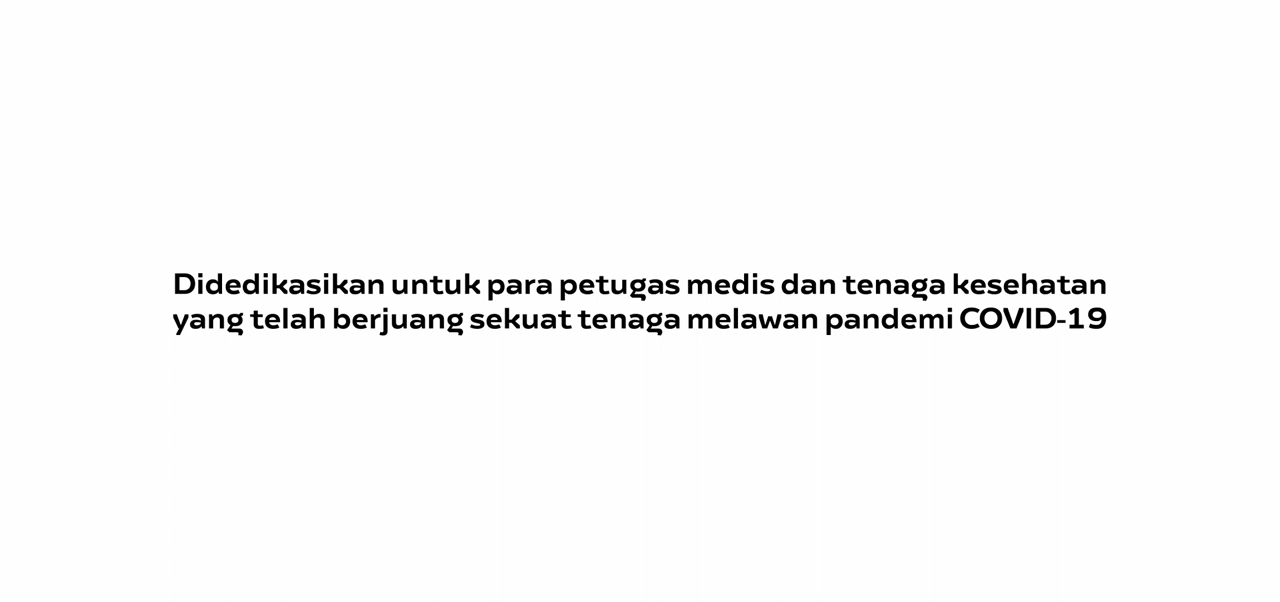 Didedikasikan untuk para petugas medis dan tenaga kesehatan
yang telah berjuang sekuat tenaga melawan pandemi COVID-19